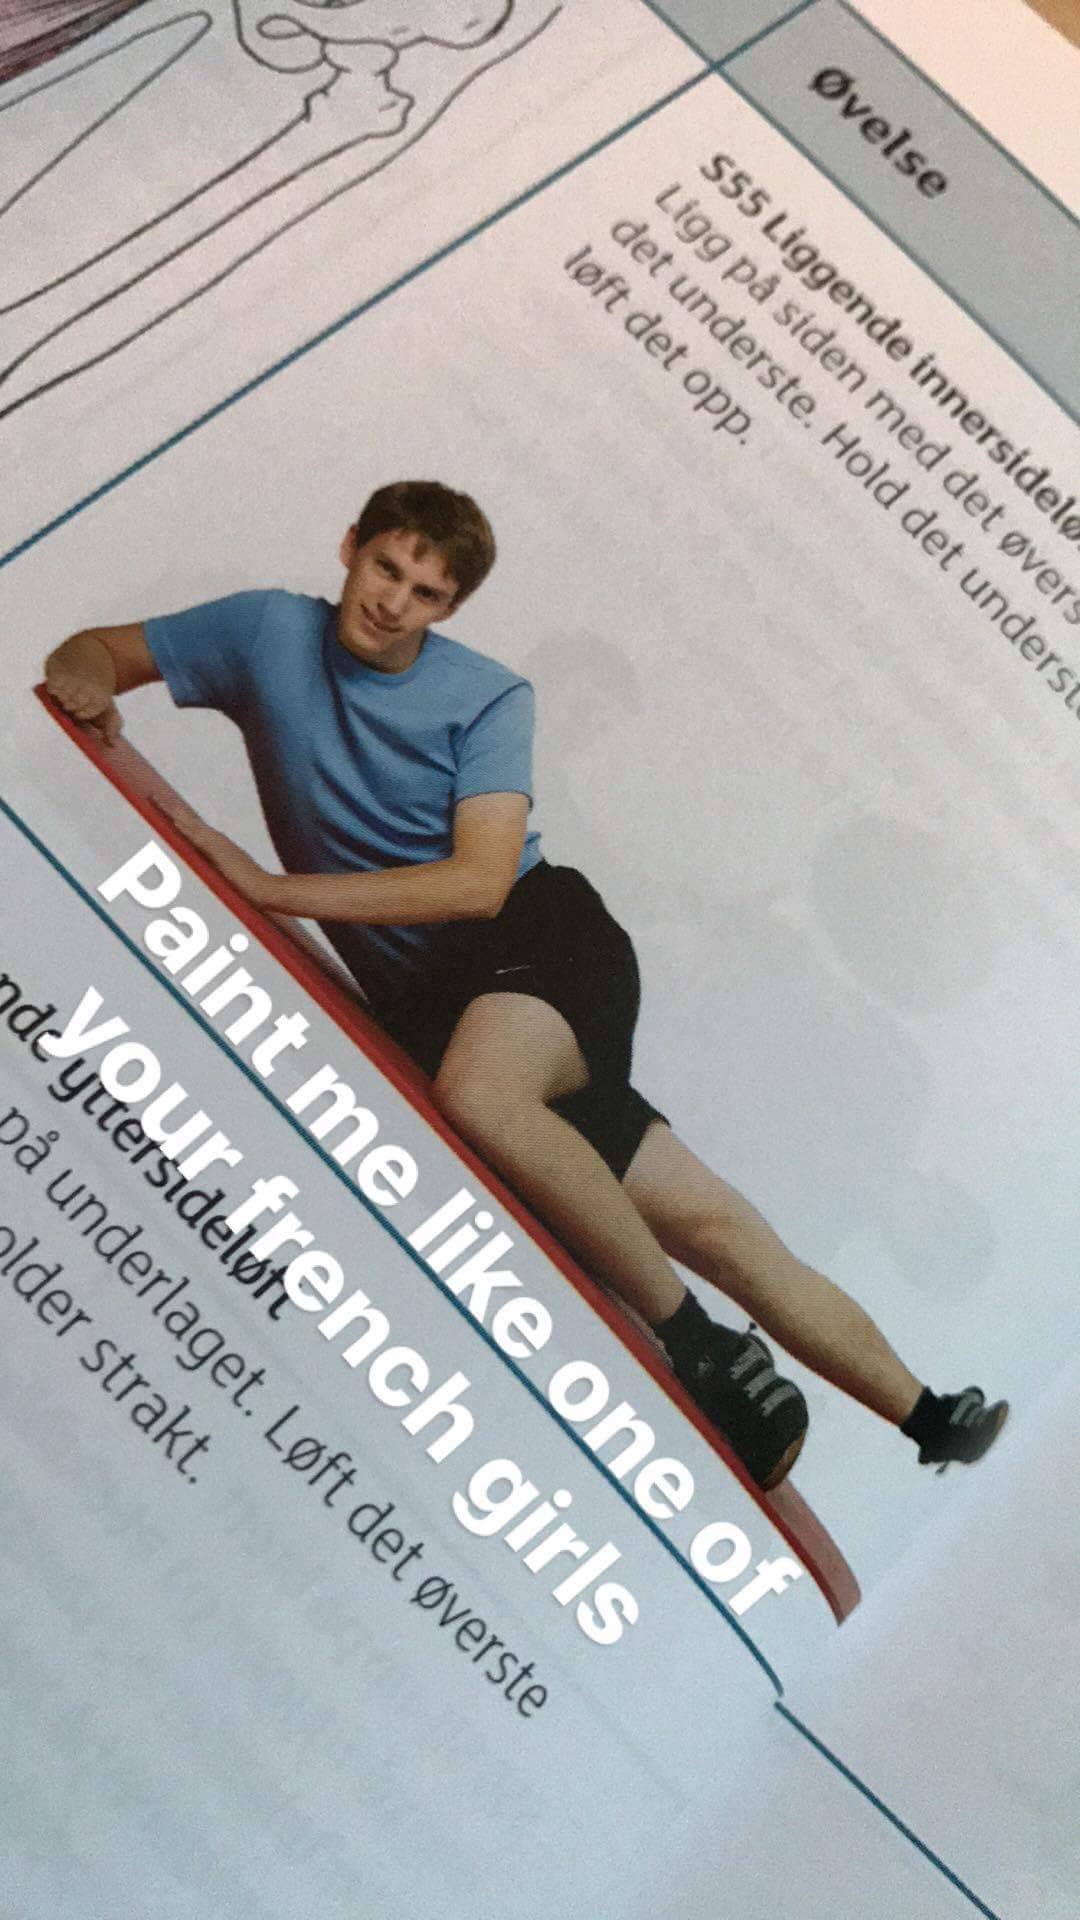 Øvelse
S55 Liggende innersidelø
Ligg på siden med det øvers
det underste. Hold det underst
løft det opp.
Paint me like one of
your french girls
nde yttersideløft
på underlaget. Løft det øverste
older strakt.